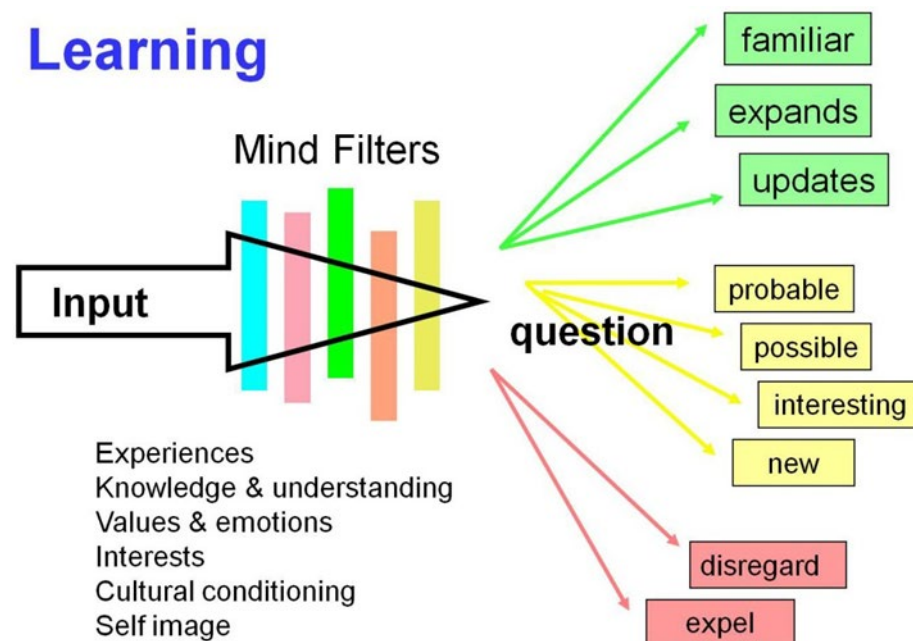 Learning
Mind Filters
Input
question
familiar
expands
updates
probable
possible
interesting
new
disregard
expel
Experiences
Knowledge & understanding
Values & emotions
Interests
Cultural conditioning
Self image